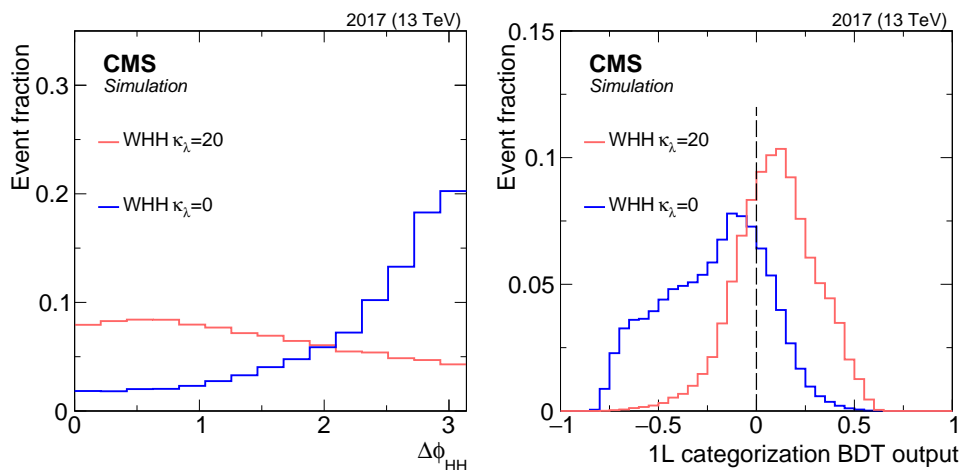 2017 (13 TeV)
CMS
Simulation
WHH κλ=20
WHH κλ=0
Event fraction
0.3
0.2
0.1
0
0 1 2 3
ΔϕHH
2017 (13 TeV)
CMS
Simulation
WHH κλ=20
WHH κλ=0
Event fraction
0.15
0.1
0.05
0
−1 −0.5 0 0.5 1
1L categorization BDT output